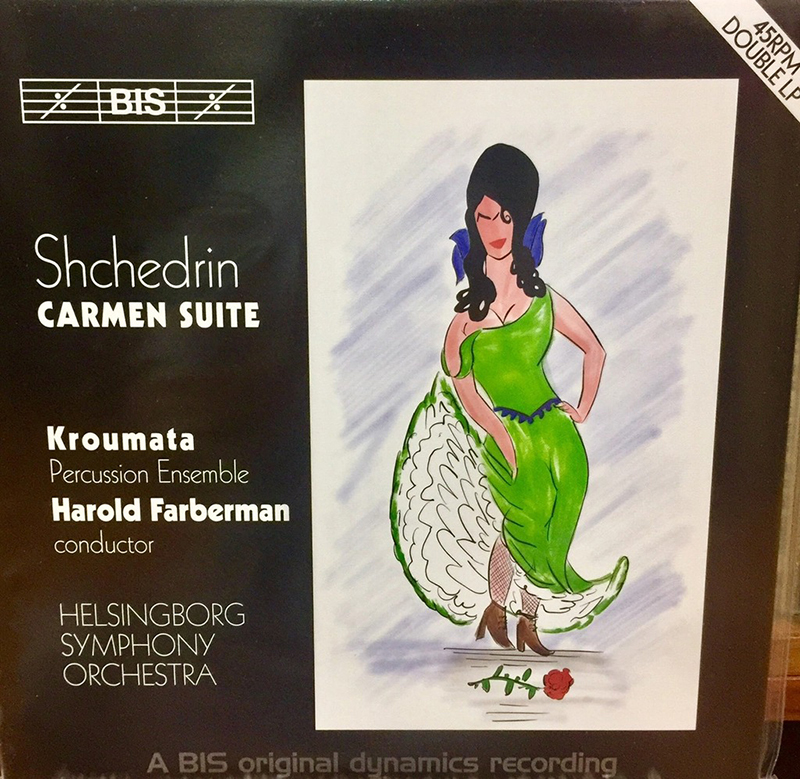 45RPM
DOUBLE LP
BIS
Shchedrin
CARMEN SUITE
Kroumata
Percussion Ensemble
Harold Farberman
conductor
HELSINGBORG
SYMPHONY
ORCHESTRA
A BIS original dynamics recording